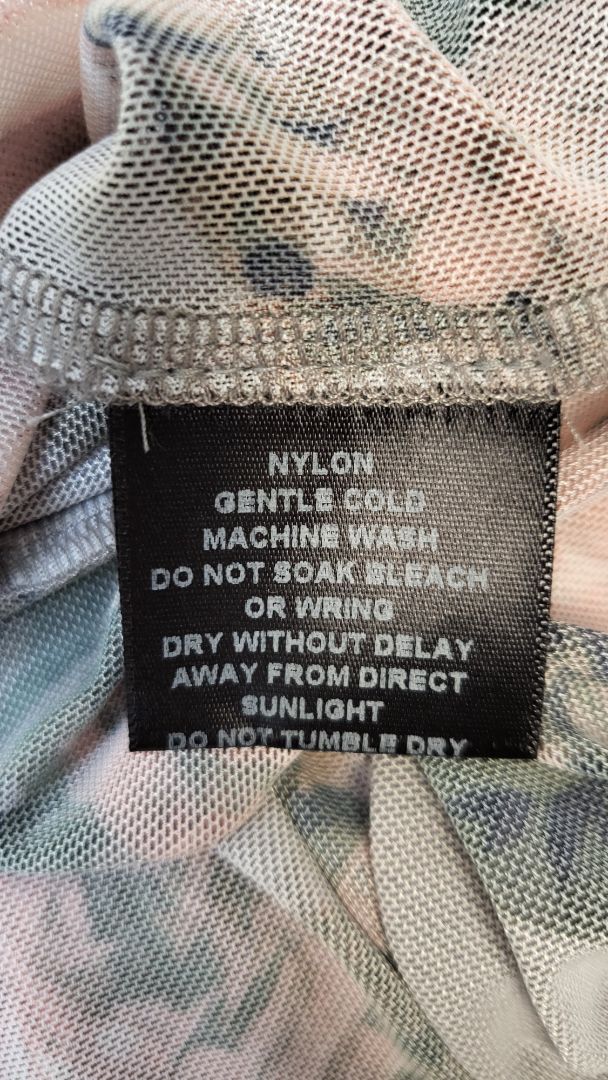 NYLON
GENTLE COLD
MACHINE WASH
DO NOT SOAK BLEACH
OR WRING
DRY WITHOUT DELAY
AWAY FROM DIRECT
SUNLIGHT
DO NOT TUMBLE DRY